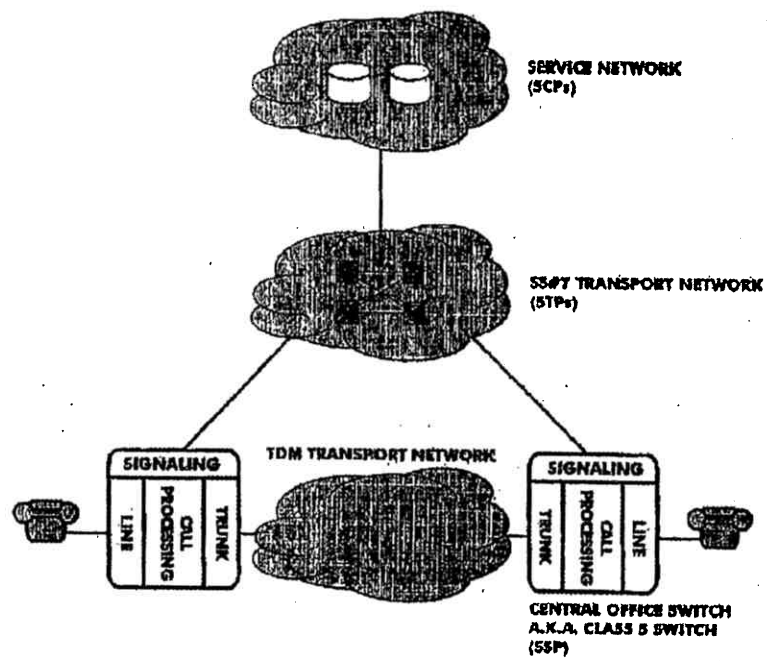 SERVICE NETWORK
(SCPs)
SS#7 TRANSPORT NETWORK
(STPs)
TDM TRANSPORT NETWORK
SIGNALING
LINE
CALL
PROCESSING
TRUNK
SIGNALING
TRUNK
CALL
PROCESSING
LINE
CENTRAL OFFICE SWITCH
A.K.A. CLASS 5 SWITCH
(SSP)